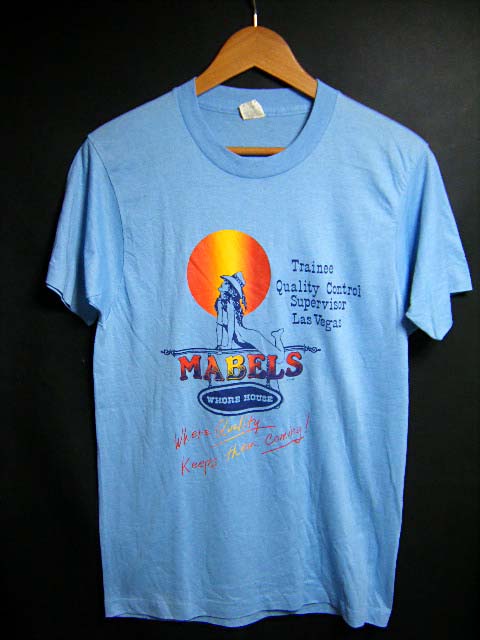 Trainee
Quality Control
Supervisor
Las Vegas
MABELS
WHORE HOUSE
Where Quality
Keeps them Coming!